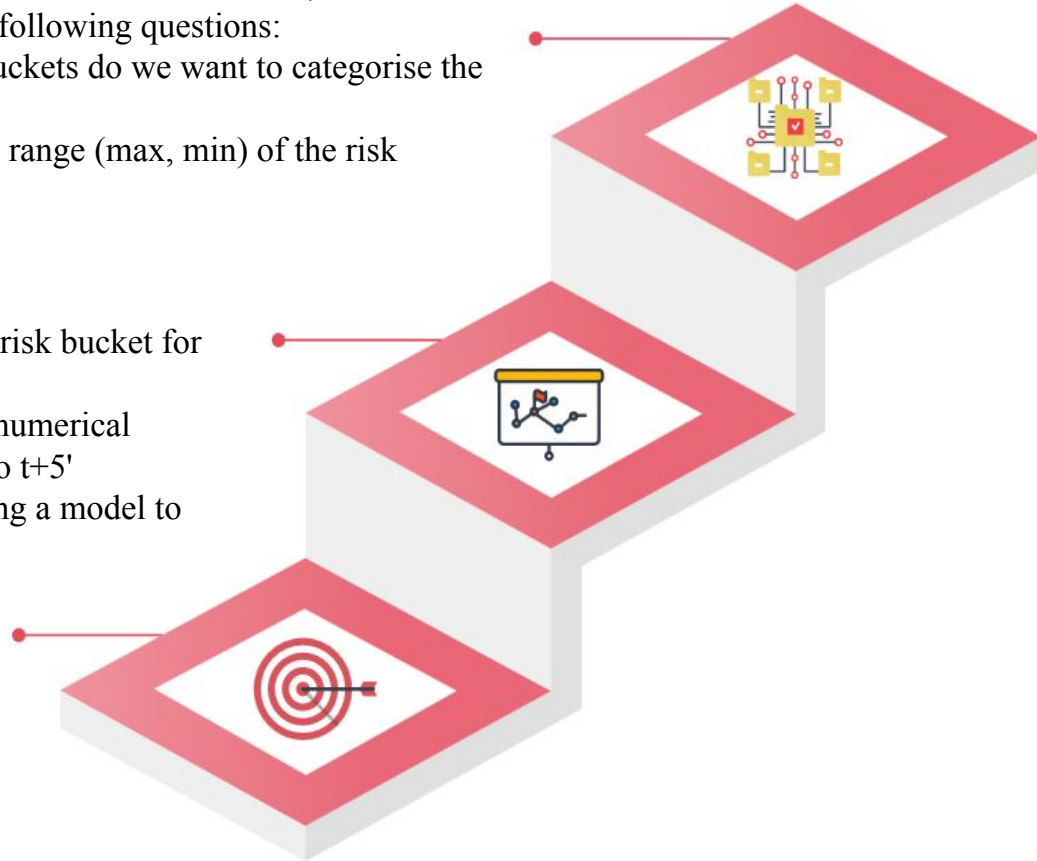 following questions:
uckets do we want to categorise the
range (max, min) of the risk
risk bucket for
numerical
o t+5'
ng a model to